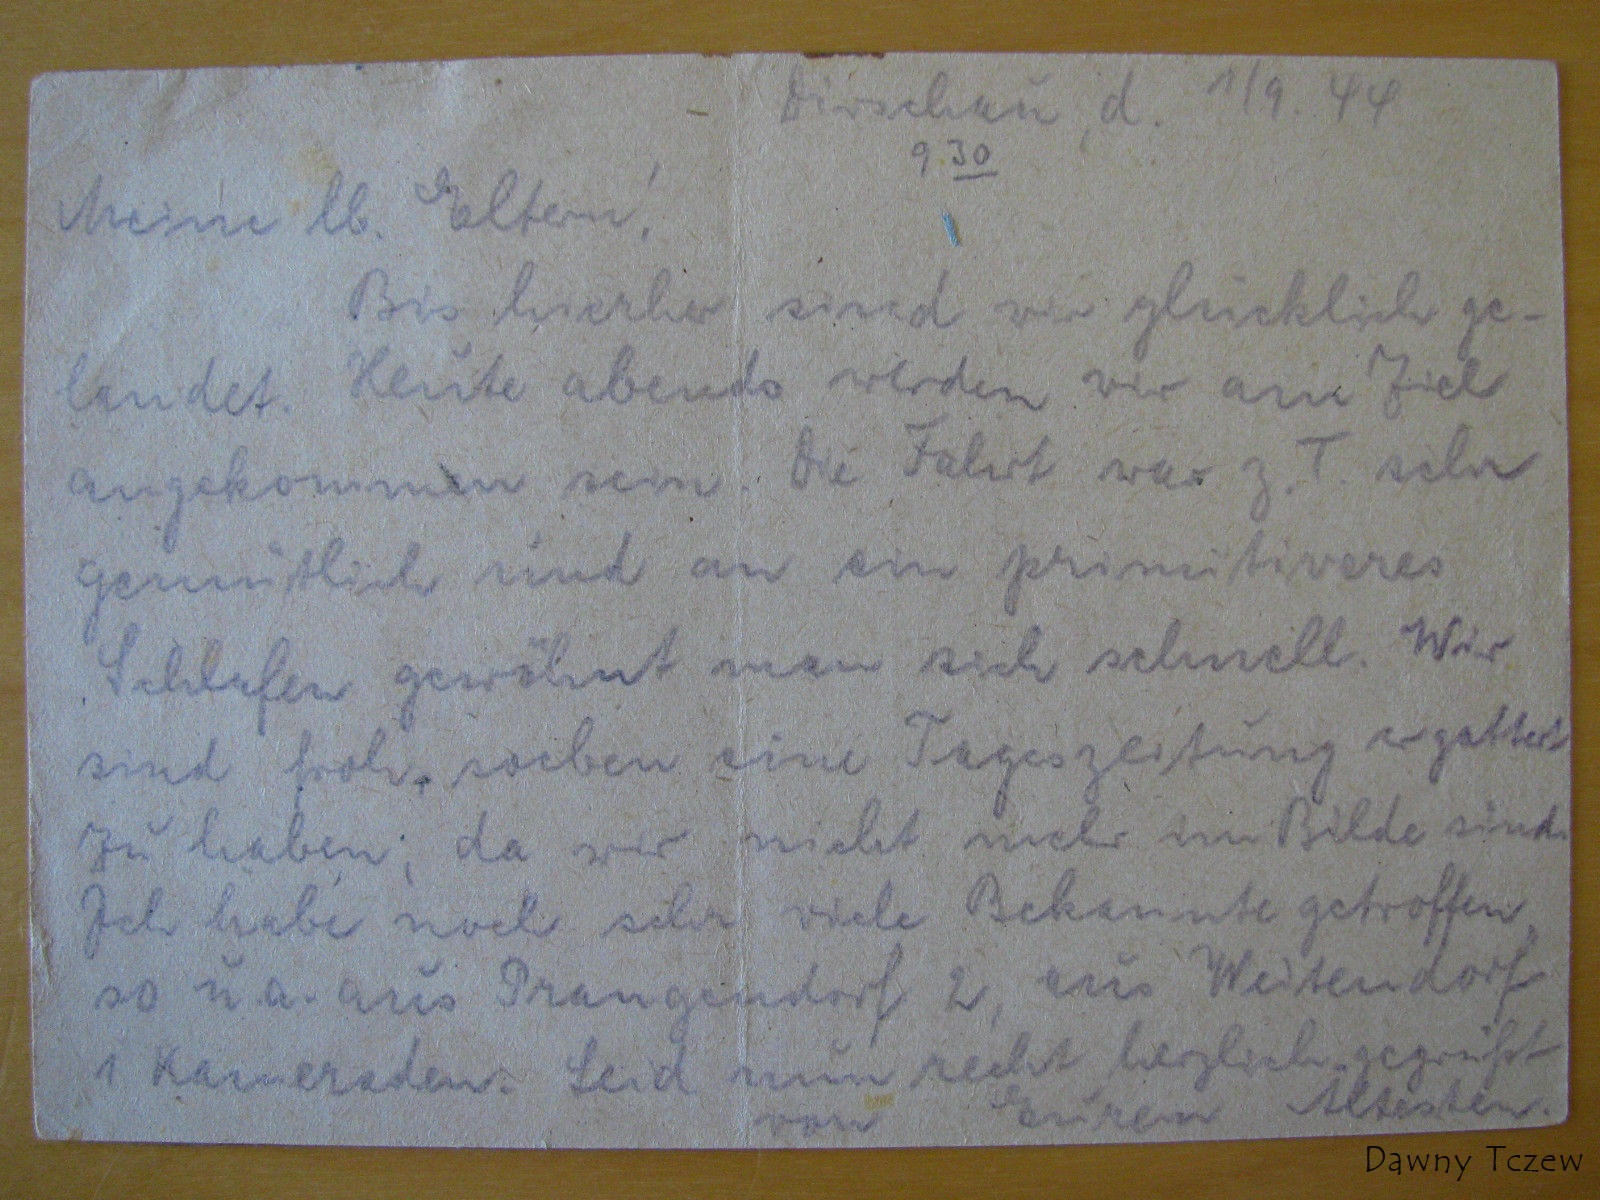 Dirschau, d. 1/9. 44
9 30
Meine lb. Eltern!
Bis hierher sind wir glücklich ge-
landet. Heute abends werden wir am Ziel
angekommen sein. Die Fahrt war z. T. sehr
gemütlich und an ein primitiveres
Schlafen gewöhnt man sich schnell. Wir
sind froh, soeben eine Tageszeitung ergattert
zu haben, da wir nicht mehr im Bilde sind.
Ich habe noch sehr viele Bekannte getroffen,
so u. a. aus Prangendorf 2, aus Weitendorf
1 Kameraden. Seid nun recht herzlich gegrüßt
von Eurem Ältesten.
Dawny Tczew